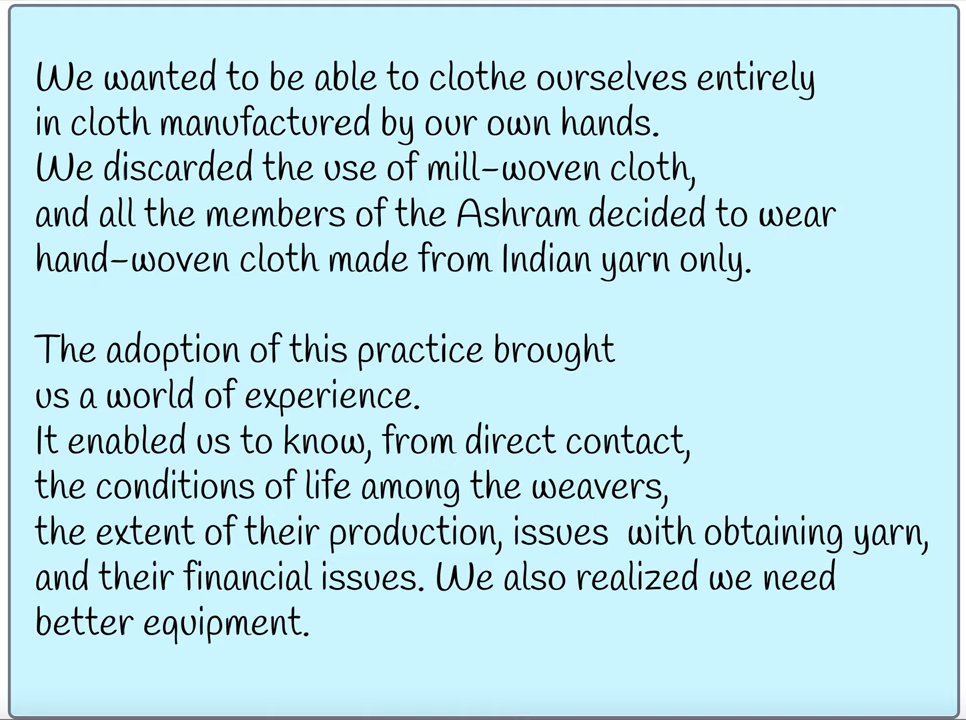 We wanted to be able to clothe ourselves entirely
in cloth manufactured by our own hands.
We discarded the use of mill-woven cloth,
and all the members of the Ashram decided to wear
hand-woven cloth made from Indian yarn only.
The adoption of this practice brought
us a world of experience.
It enabled us to know, from direct contact,
the conditions of life among the weavers,
the extent of their production, issues  with obtaining yarn,
and their financial issues. We also realized we need
better equipment.